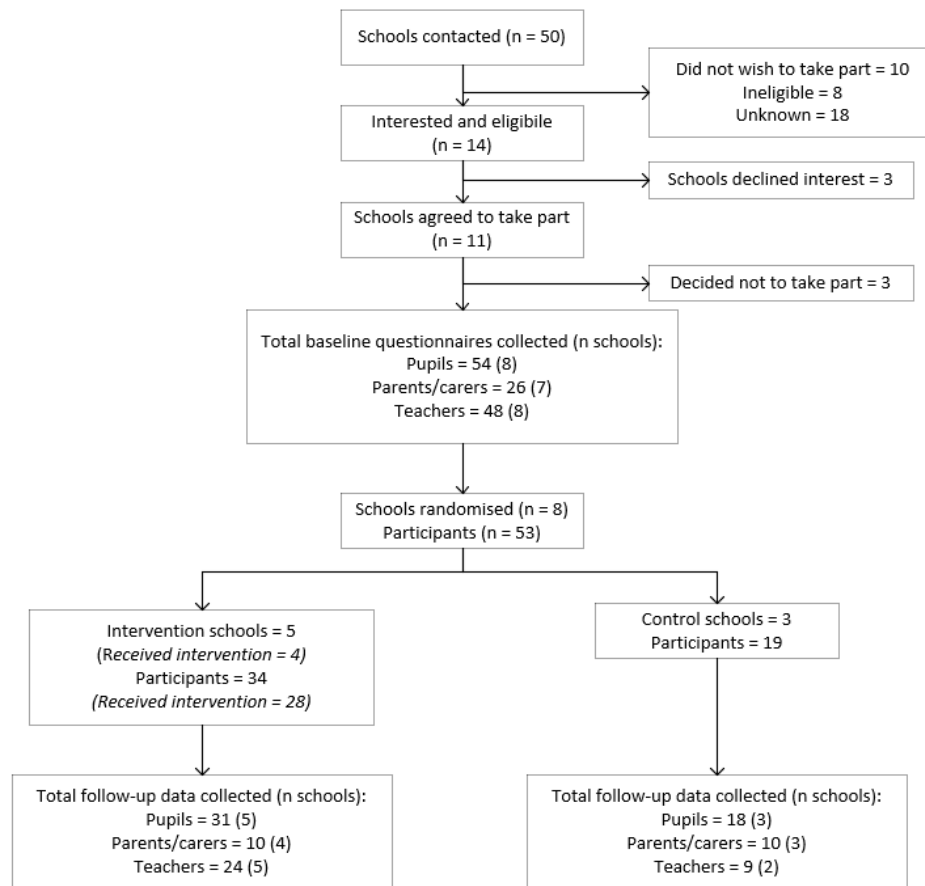 Schools contacted (n = 50)
Did not wish to take part = 10
Ineligible = 8
Unknown = 18
Interested and eligibile
(n = 14)
Schools declined interest = 3
Schools agreed to take part
(n = 11)
Decided not to take part = 3
Total baseline questionnaires collected (n schools):
Pupils = 54 (8)
Parents/carers = 26 (7)
Teachers = 48 (8)
Schools randomised (n = 8)
Participants (n = 53)
Intervention schools = 5
(Received intervention = 4)
Participants = 34
(Received intervention = 28)
Control schools = 3
Participants = 19
Total follow-up data collected (n schools):
Pupils = 31 (5)
Parents/carers = 10 (4)
Teachers = 24 (5)
Total follow-up data collected (n schools):
Pupils = 18 (3)
Parents/carers = 10 (3)
Teachers = 9 (2)